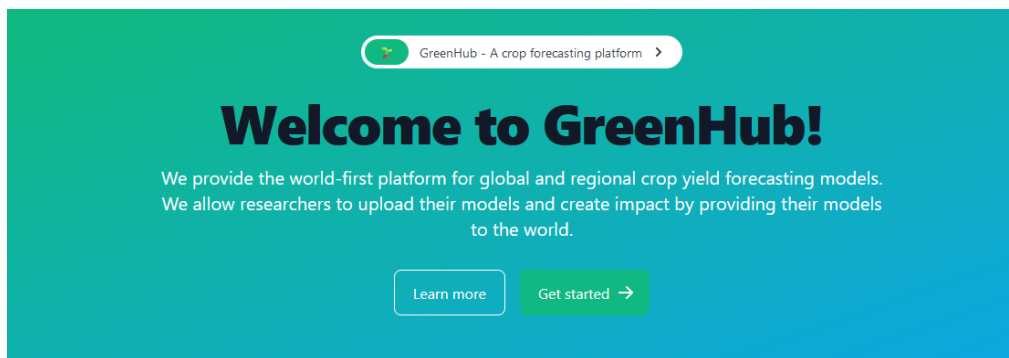 GreenHub - A crop forecasting platform
Welcome to GreenHub!
We provide the world-first platform for global and regional crop yield forecasting models.
We allow researchers to upload their models and create impact by providing their models
to the world.
Learn more
Get started